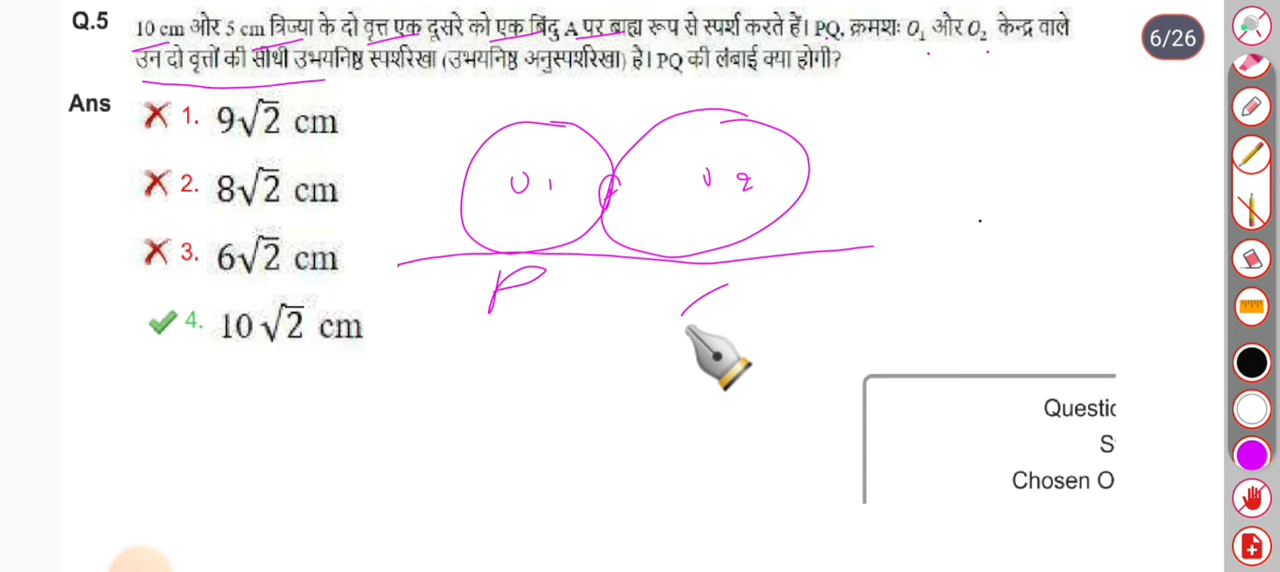 Q.5 10 cm और 5 cm त्रिज्या के दो वृत्त एक दूसरे को एक बिंदु A पर बाह्य रूप से स्पर्श करते हैं। PQ, क्रमशः O₁ और O₂ केन्द्र वाले
उन दो वृत्तों की सीधी उभयनिष्ठ स्पर्शरेखा (उभयनिष्ठ अनुस्पर्शरेखा) है। PQ की लंबाई क्या होगी?
6/26
Ans 1. 9√2 cm
2. 8√2 cm
3. 6√2 cm
4. 10√2 cm
O 1
2
P
Questic
S
Chosen O